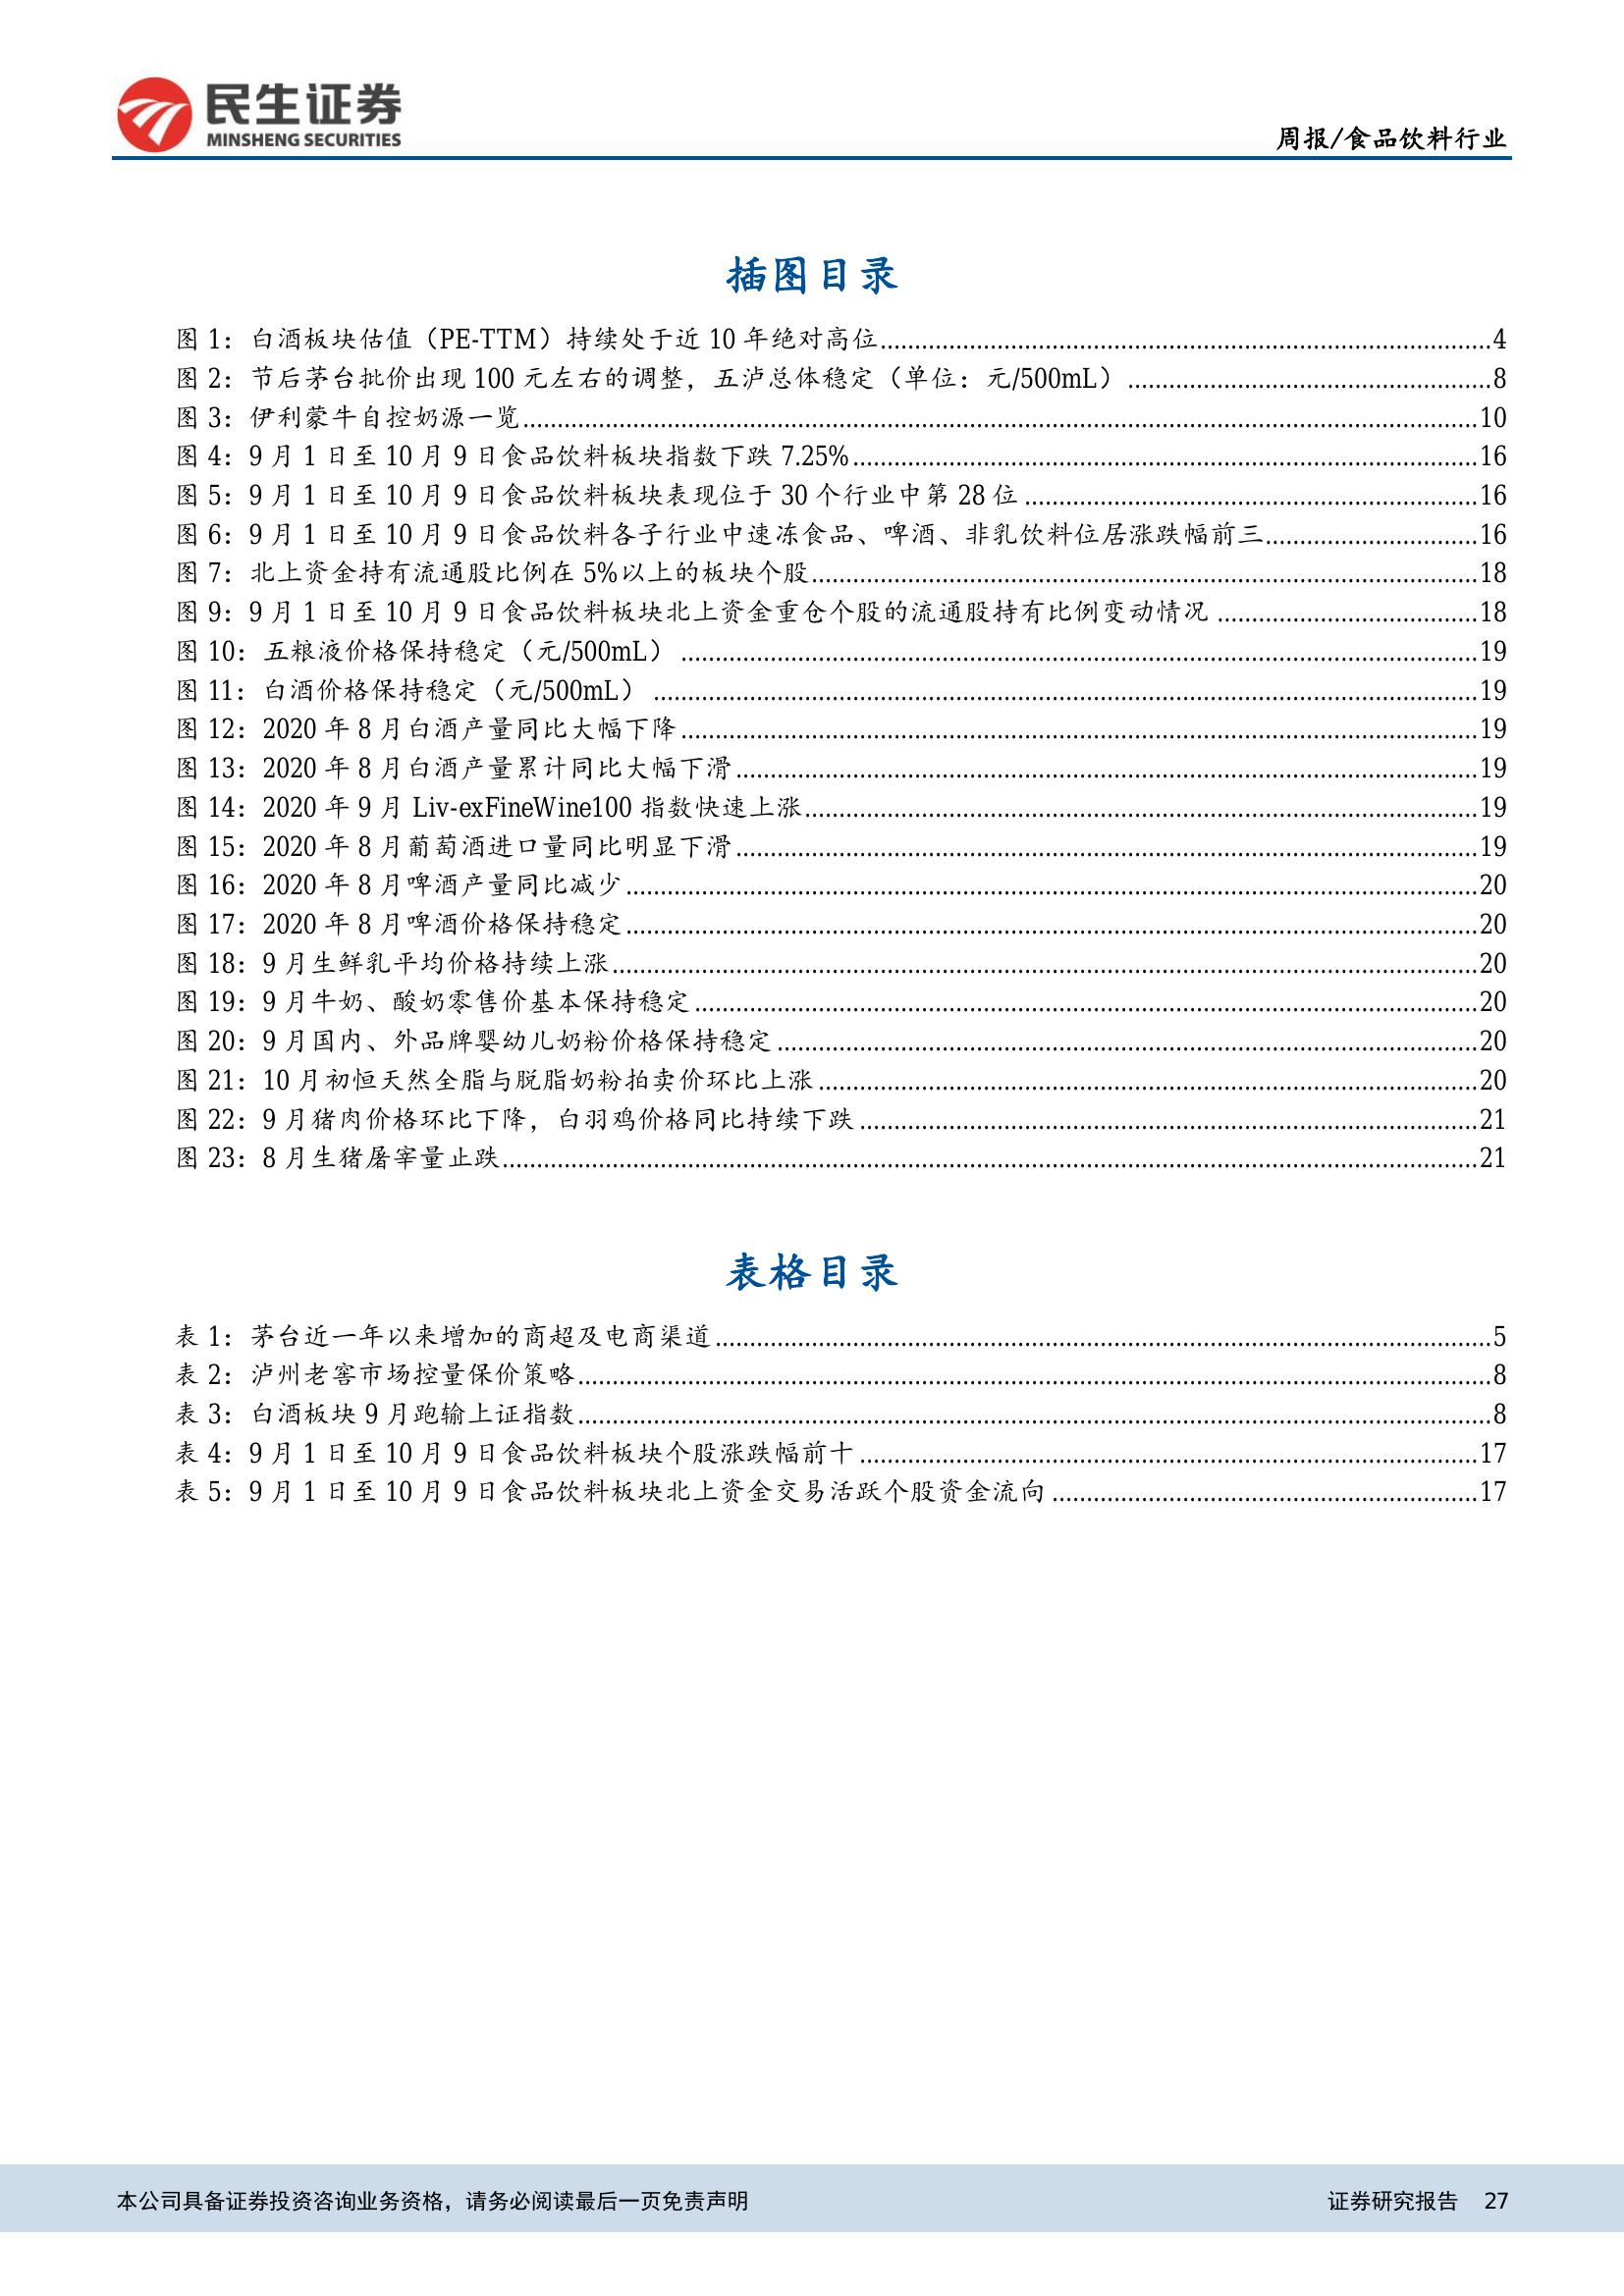 民生证券
MINSHENG SECURITIES
周报/食品饮料行业
插图目录
图 1：白酒板块估值（PE-TTM）持续处于近 10 年绝对高位........4
图 2：节后茅台批价出现 100 元左右的调整，五泸总体稳定（单位：元/500mL）........8
图 3：伊利蒙牛自控奶源一览........10
图 4：9 月 1 日至 10 月 9 日食品饮料板块指数下跌 7.25%........16
图 5：9 月 1 日至 10 月 9 日食品饮料板块表现位于 30 个行业中第 28 位........16
图 6：9 月 1 日至 10 月 9 日食品饮料各子行业中速冻食品、啤酒、非乳饮料位居涨跌幅前三........16
图 7：北上资金持有流通股比例在 5%以上的板块个股........18
图 9：9 月 1 日至 10 月 9 日食品饮料板块北上资金重仓个股的流通股持有比例变动情况........18
图 10：五粮液价格保持稳定（元/500mL）........19
图 11：白酒价格保持稳定（元/500mL）........19
图 12：2020 年 8 月白酒产量同比大幅下降........19
图 13：2020 年 8 月白酒产量累计同比大幅下滑........19
图 14：2020 年 9 月 Liv-exFineWine100 指数快速上涨........19
图 15：2020 年 8 月葡萄酒进口量同比明显下滑........19
图 16：2020 年 8 月啤酒产量同比减少........20
图 17：2020 年 8 月啤酒价格保持稳定........20
图 18：9 月生鲜乳平均价格持续上涨........20
图 19：9 月牛奶、酸奶零售价基本保持稳定........20
图 20：9 月国内、外品牌婴幼儿奶粉价格保持稳定........20
图 21：10 月初恒天然全脂与脱脂奶粉拍卖价环比上涨........20
图 22：9 月猪肉价格环比下降，白羽鸡价格同比持续下跌........21
图 23：8 月生猪屠宰量止跌........21
表格目录
表 1：茅台近一年以来增加的商超及电商渠道........5
表 2：泸州老窖市场控量保价策略........8
表 3：白酒板块 9 月跑输上证指数........8
表 4：9 月 1 日至 10 月 9 日食品饮料板块个股涨跌幅前十........17
表 5：9 月 1 日至 10 月 9 日食品饮料板块北上资金交易活跃个股资金流向........17
本公司具备证券投资咨询业务资格，请务必阅读最后一页免责声明
证券研究报告 27